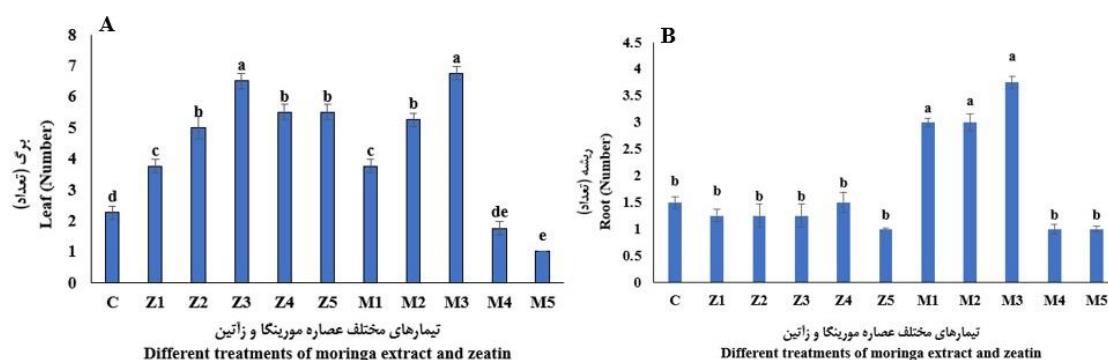 A
برگ (تعداد)
Leaf (Number)
8
7
6
5
4
3
2
1
0
d
c
b
a
b
b
c
b
a
de
e
C Z1 Z2 Z3 Z4 Z5 M1 M2 M3 M4 M5
تیمارهای مختلف عصاره مورینگا و زآتین
Different treatments of moringa extract and zeatin
B
ریشه (تعداد)
Root (Number)
4.5
4
3.5
3
2.5
2
1.5
1
0.5
0
b
b
b
b
b
b
a
a
a
b
b
C Z1 Z2 Z3 Z4 Z5 M1 M2 M3 M4 M5
تیمارهای مختلف عصاره مورینگا و زآتین
Different treatments of moringa extract and zeatin